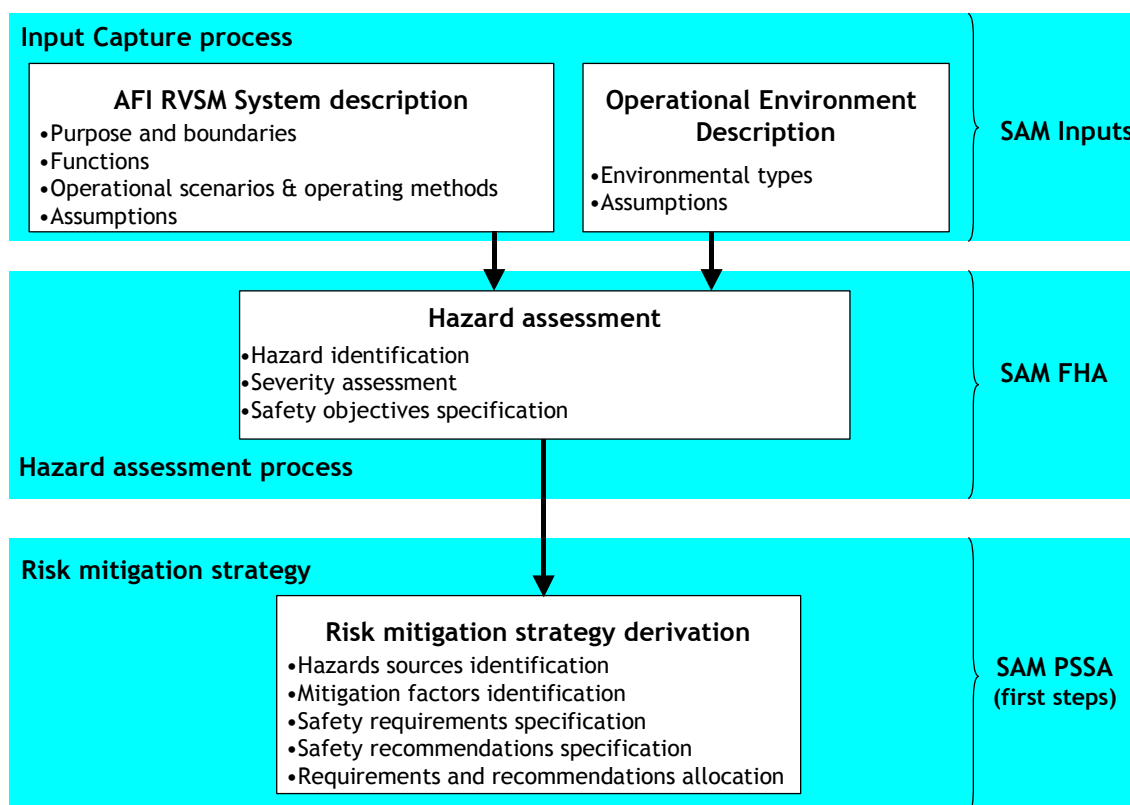 Input Capture process
AFI RVSM System description
•Purpose and boundaries
•Functions
•Operational scenarios & operating methods
•Assumptions
Operational Environment
Description
•Environmental types
•Assumptions
SAM Inputs
Hazard assessment
•Hazard identification
•Severity assessment
•Safety objectives specification
Hazard assessment process
SAM FHA
Risk mitigation strategy
Risk mitigation strategy derivation
•Hazards sources identification
•Mitigation factors identification
•Safety requirements specification
•Safety recommendations specification
•Requirements and recommendations allocation
SAM PSSA
(first steps)